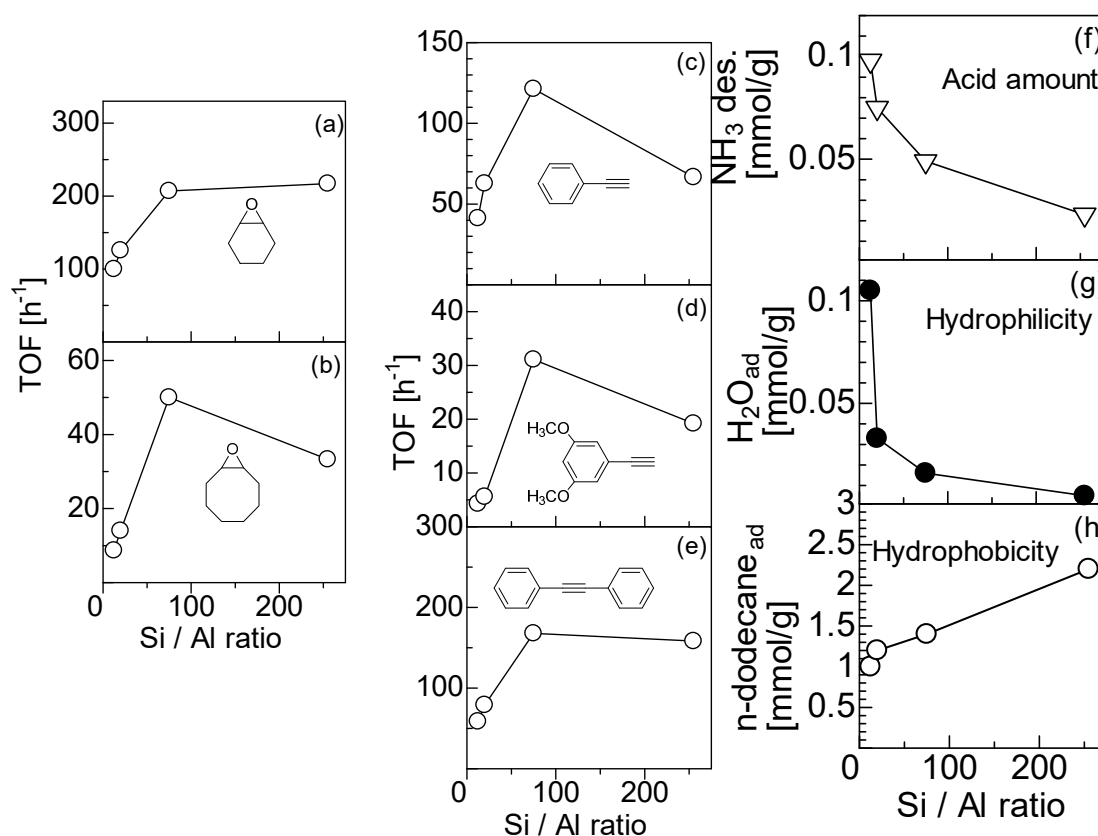 (a)
300
200
100
O
(b)
60
40
20
O
0 100 200
Si / Al ratio
TOF [h⁻¹]
(c)
150
100
50
(d)
40
30
20
10
H₃CO
OCH₃
(e)
300
200
100
0 100 200
Si / Al ratio
TOF [h⁻¹]
(f)
Acid amount
0.1
0.05
NH₃ des.
[mmol/g]
(g)
Hydrophilicity
0.1
0.05
H₂Oad
[mmol/g]
(h)
Hydrophobicity
3
2.5
2
1.5
1
0.5
n-dodecanead
[mmol/g]
0 100 200
Si / Al ratio